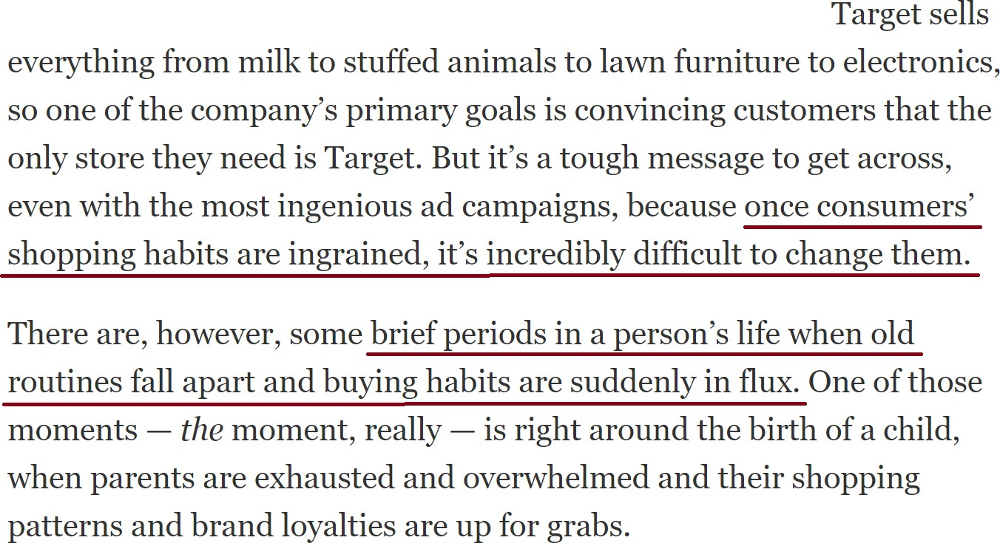 Target sells
everything from milk to stuffed animals to lawn furniture to electronics,
so one of the company’s primary goals is convincing customers that the
only store they need is Target. But it’s a tough message to get across,
even with the most ingenious ad campaigns, because once consumers’
shopping habits are ingrained, it’s incredibly difficult to change them.
There are, however, some brief periods in a person’s life when old
routines fall apart and buying habits are suddenly in flux. One of those
moments — the moment, really — is right around the birth of a child,
when parents are exhausted and overwhelmed and their shopping
patterns and brand loyalties are up for grabs.